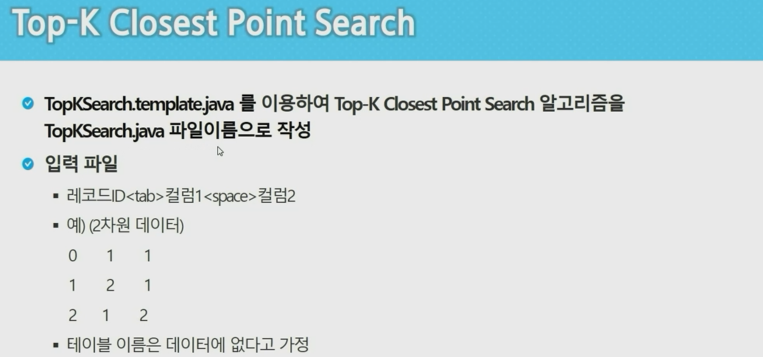 Top-K Closest Point Search
TopKSearch.template.java 를 이용하여 Top-K Closest Point Search 알고리즘을
TopKSearch.java 파일이름으로 작성
입력 파일
레코드ID<tab>컬럼1<space>컬럼2
예) (2차원 데이터)
0 1 1
1 2 1
2 1 2
테이블 이름은 데이터에 없다고 가정